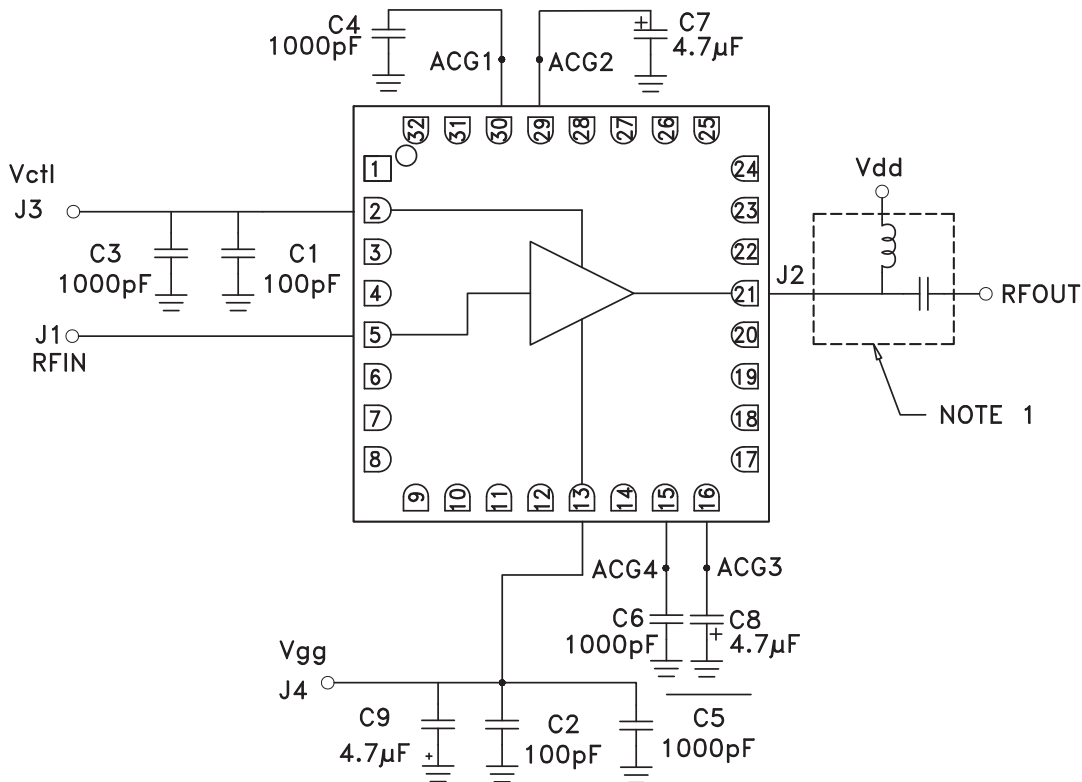 C4
1000pF
ACG1
ACG2
C7
+
4.7µF
32
31
30
29
28
27
26
25
1
2
3
4
5
6
7
8
24
23
22
21
20
19
18
17
9
10
11
12
13
14
15
16
Vctl
J3
C3
1000pF
C1
100pF
J1
RFIN
Vdd
J2
RFOUT
NOTE 1
ACG4
ACG3
C6
1000pF
C8
+
4.7µF
Vgg
J4
C9
4.7µF
+
C2
100pF
C5
1000pF